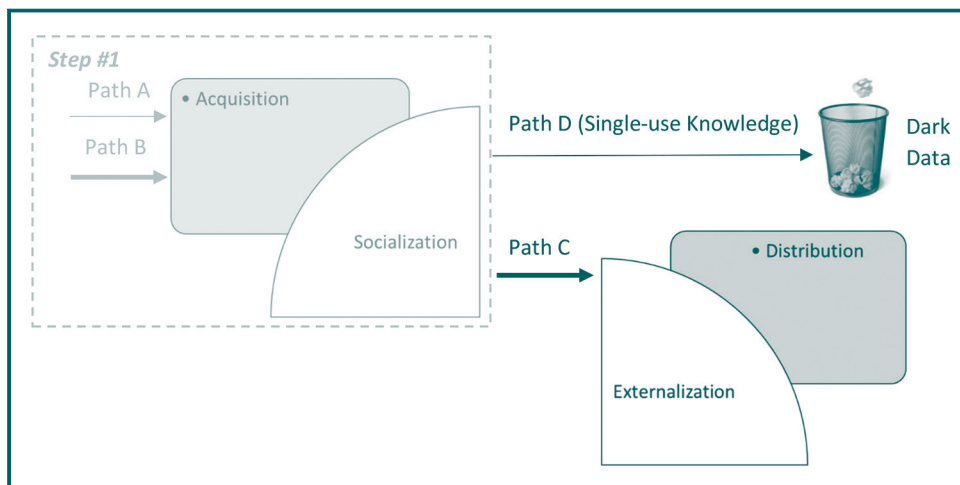 Step #1
Path A
• Acquisition
Path B
Socialization
Path D (Single-use Knowledge)
Dark
Data
Path C
• Distribution
Externalization